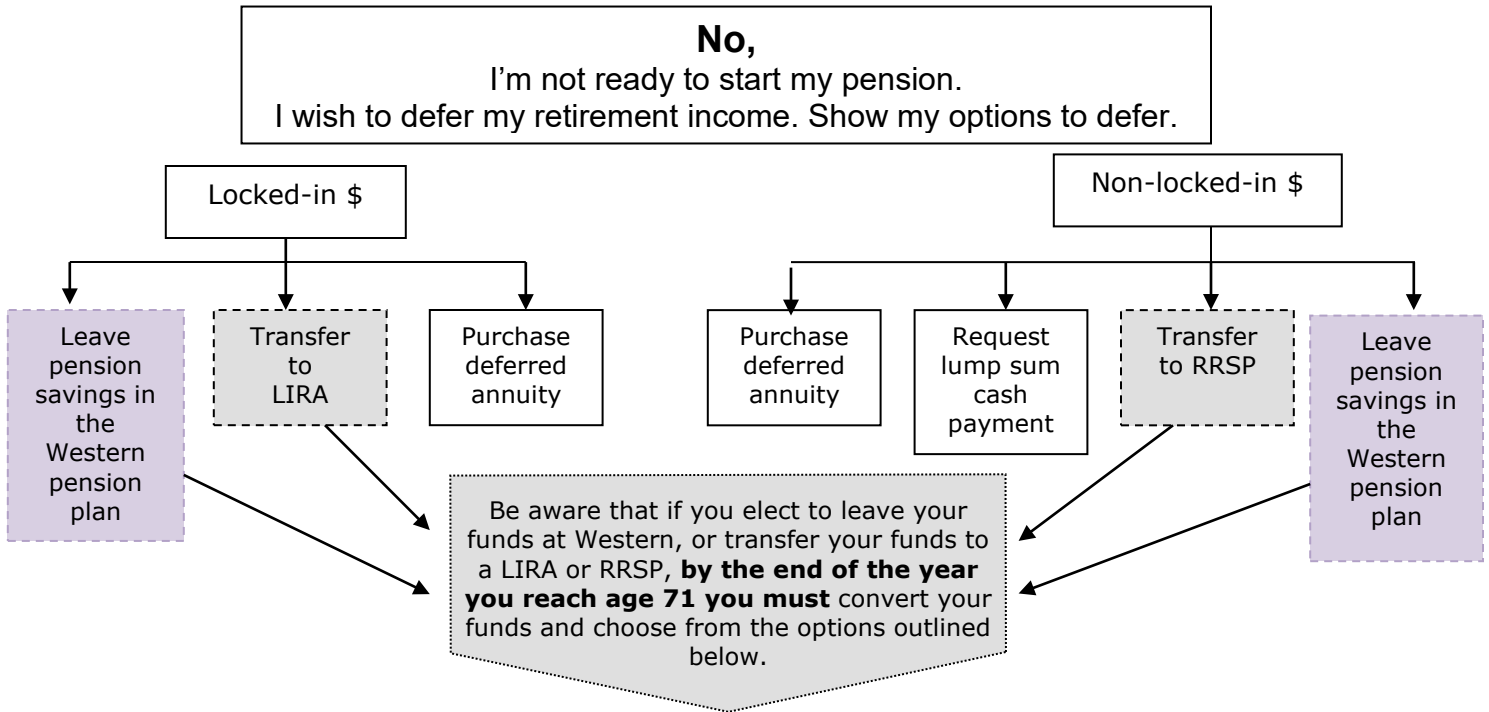 No,
I'm not ready to start my pension.
I wish to defer my retirement income. Show my options to defer.
Locked-in $
Non-locked-in $
Leave
pension
savings in
the
Western
pension
plan
Transfer
to
LIRA
Purchase
deferred
annuity
Purchase
deferred
annuity
Request
lump sum
cash
payment
Transfer
to RRSP
Leave
pension
savings in
the
Western
pension
plan
Be aware that if you elect to leave your
funds at Western, or transfer your funds to
a LIRA or RRSP, by the end of the year
you reach age 71 you must convert your
funds and choose from the options outlined
below.